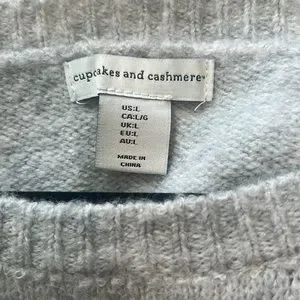 cupcakes and cashmere®
US:L
CA:L/G
UK:L
EU:L
AU:L
MADE IN
CHINA